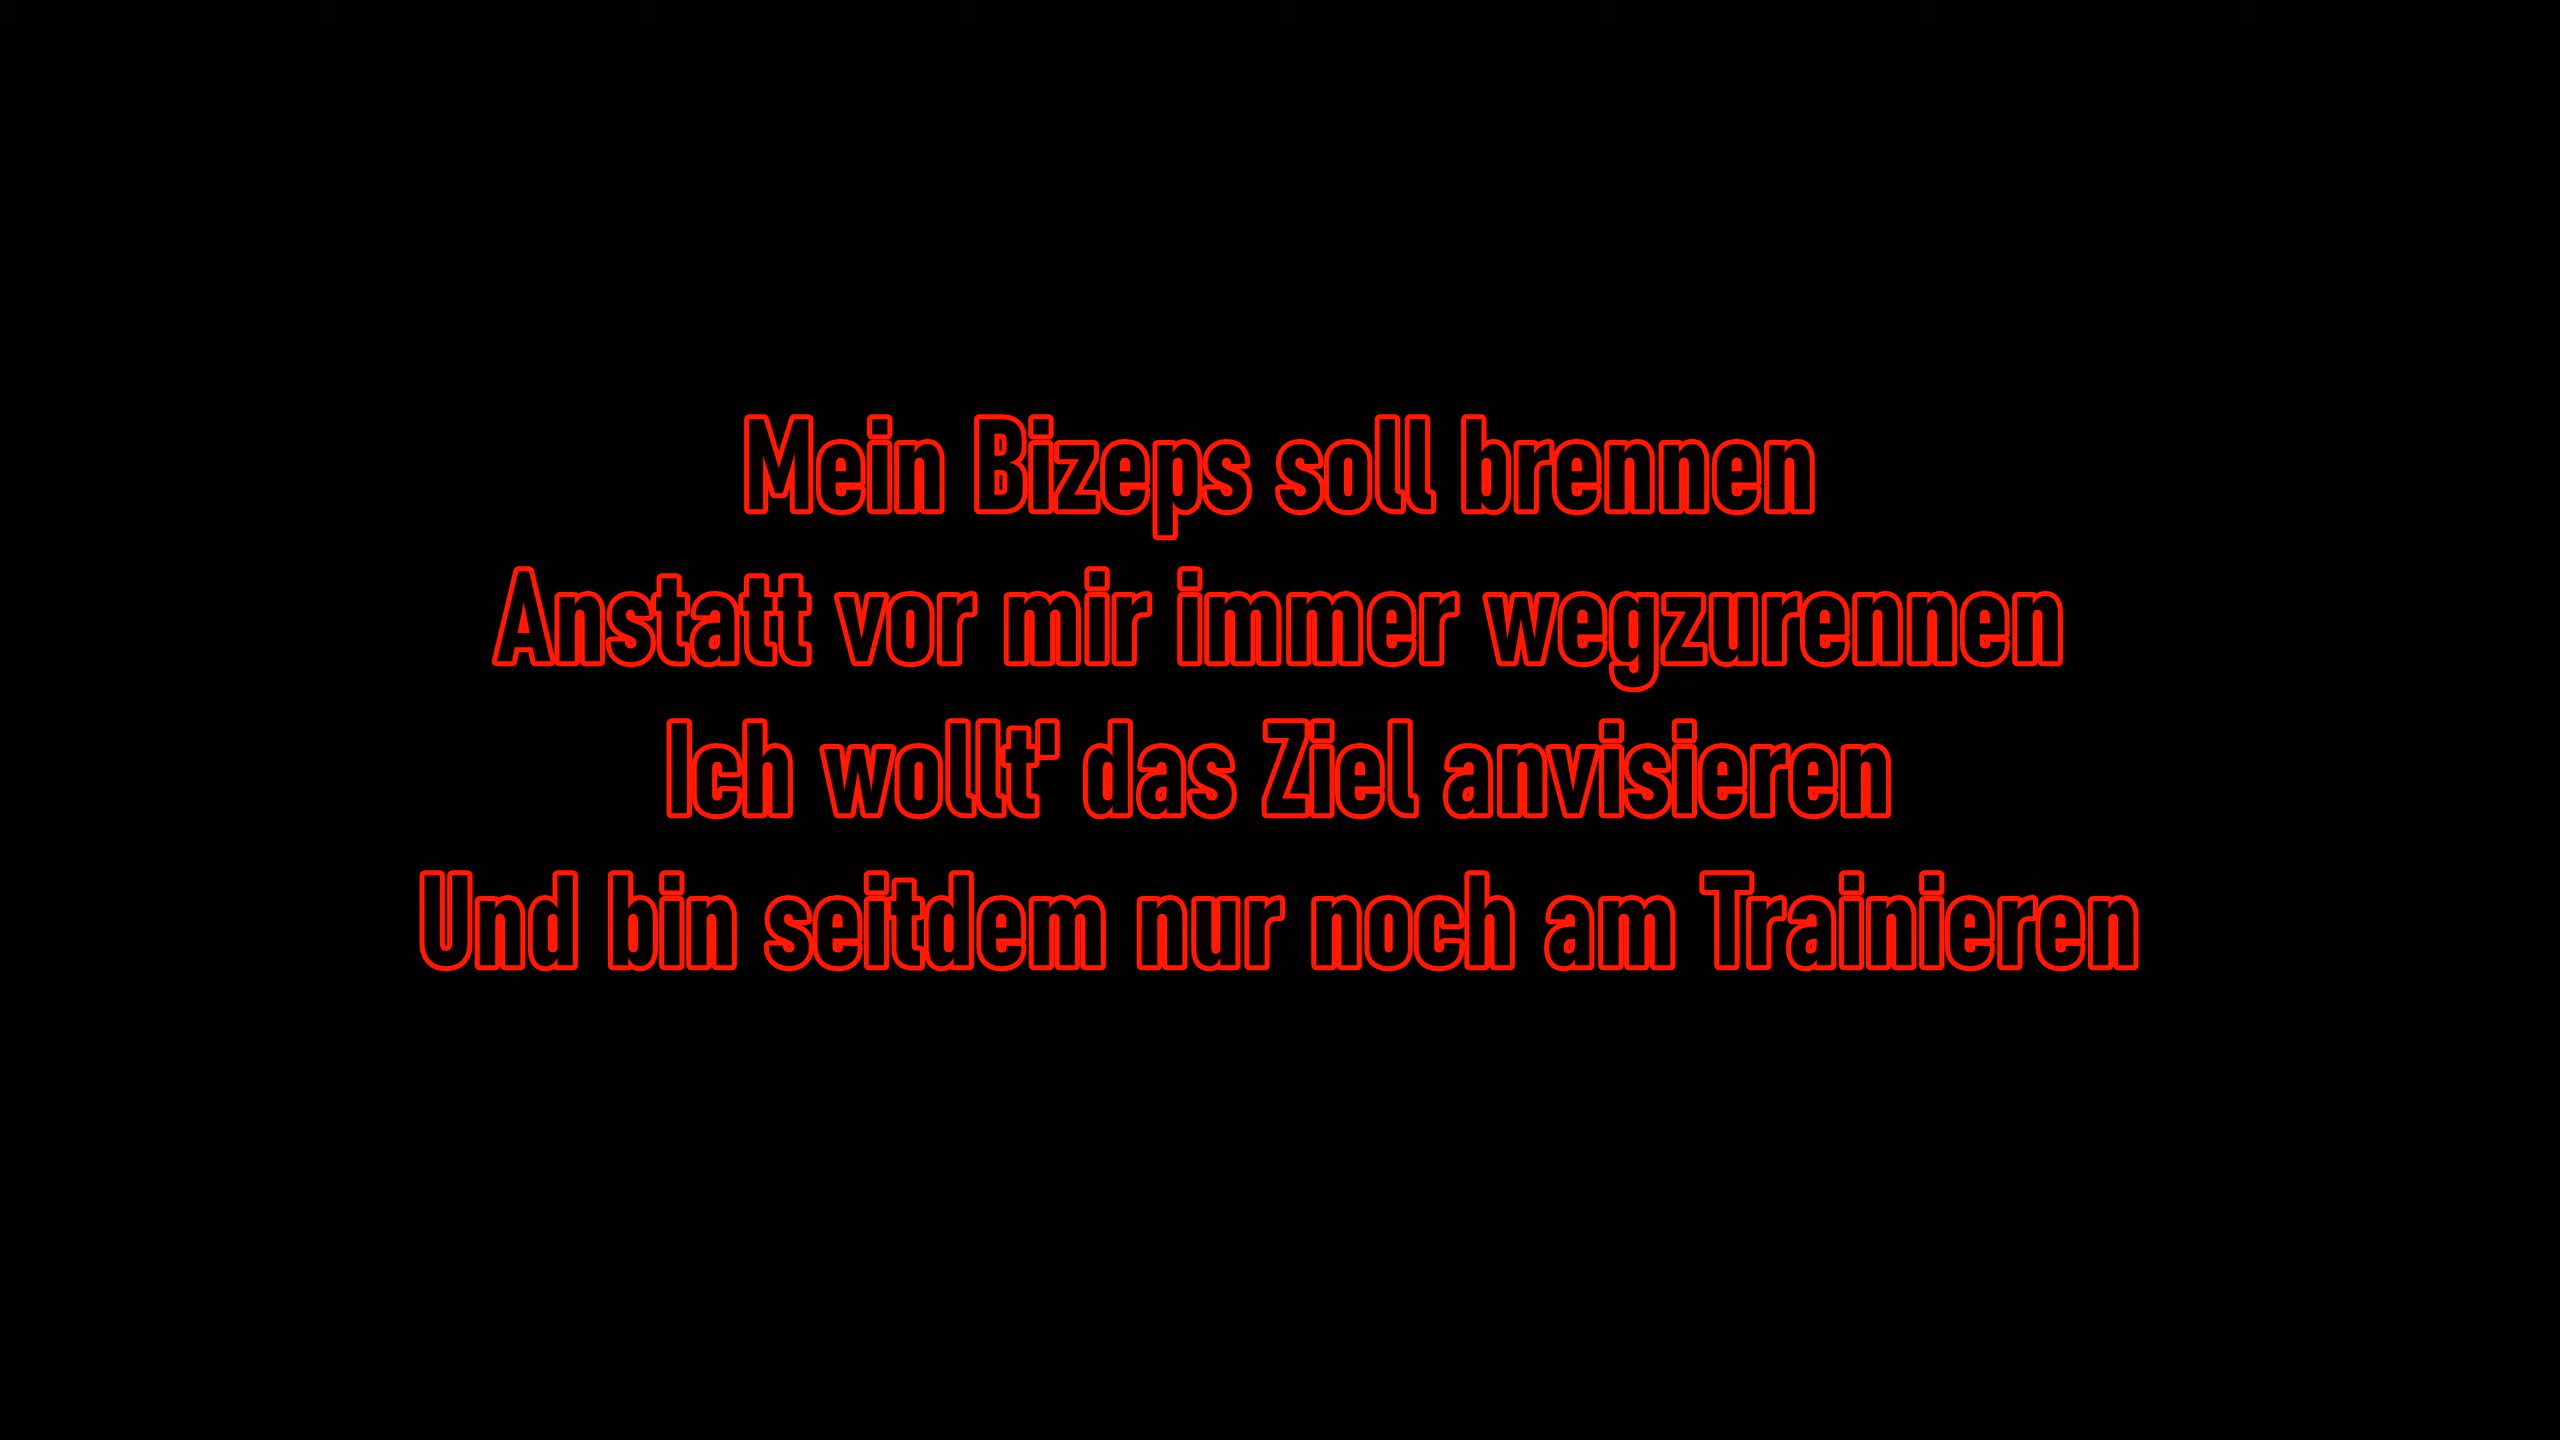 Mein Bizeps soll brennen
Anstatt vor mir immer wegzurennen
Ich wollt' das Ziel anvisieren
Und bin seitdem nur noch am Trainieren